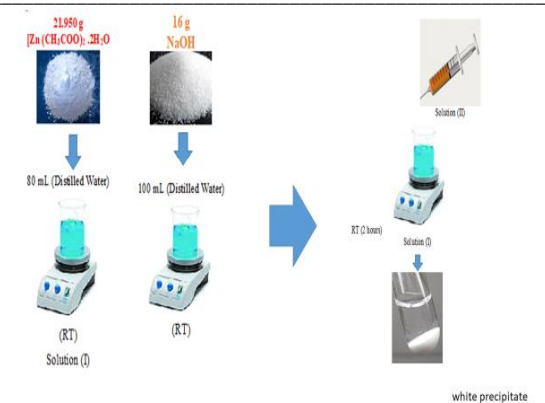 21.950 g
[Zn (CH₃COO)₂ .2H₂O
16 g
NaOH
80 mL (Distilled Water)
100 mL (Distilled Water)
(RT)
Solution (I)
(RT)
Solution (II)
RT (2 hours)
Solution (I)
white precipitate